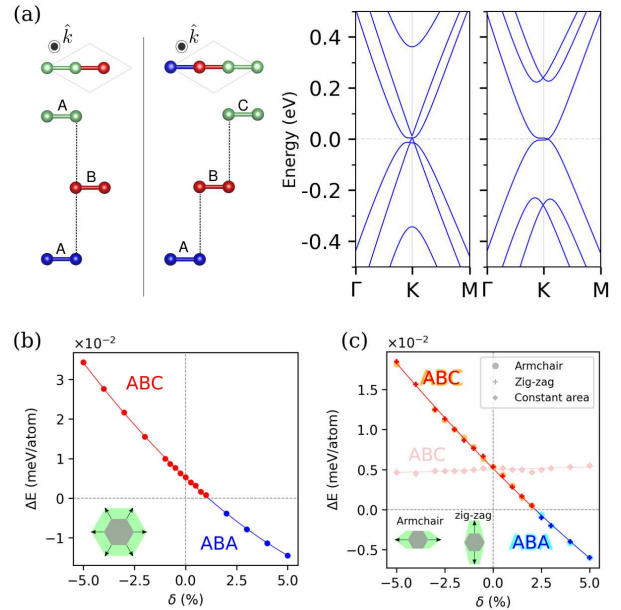 (a)
k̂
k̂
A
B
A
C
B
A
Energy (eV)
0.4
0.2
0.0
-0.2
-0.4
Γ
K
M
Γ
K
M
(b)
×10⁻²
ΔE (meV/atom)
3
2
1
0
−1
ABC
ABA
−5.0
−2.5
0.0
2.5
5.0
δ (%)
(c)
×10⁻²
ΔE (meV/atom)
2.0
1.5
1.0
0.5
0.0
−0.5
ABC
Armchair
Zig-zag
Constant area
ABC
Armchair
zig-zag
ABA
−5.0
−2.5
0.0
2.5
5.0
δ (%)